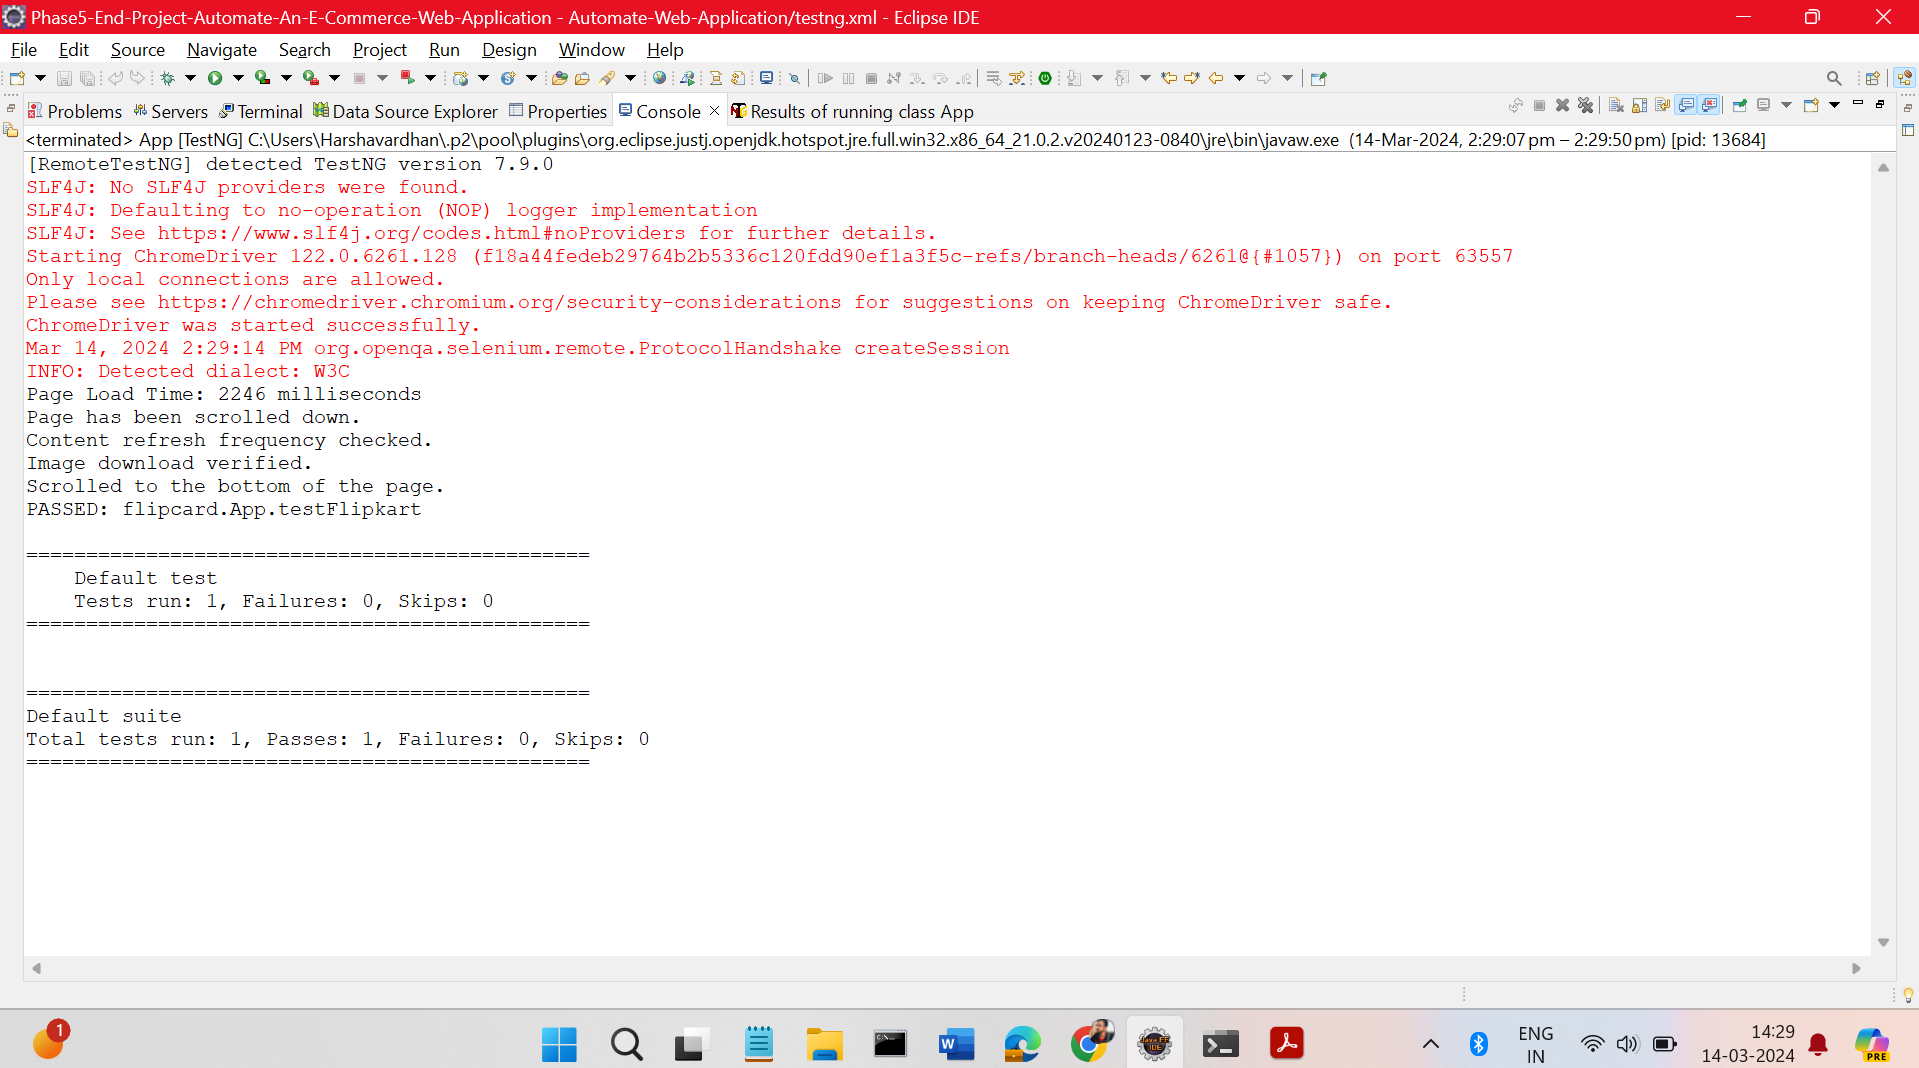 Phase5-End-Project-Automate-An-E-Commerce-Web-Application - Automate-Web-Application/testng.xml - Eclipse IDE
File Edit Source Navigate Search Project Run Design Window Help
Problems Servers Terminal Data Source Explorer Properties Console Results of running class App
<terminated> App [TestNG] C:\Users\Harshavardhan\.p2\pool\plugins\org.eclipse.justj.openjdk.hotspot.jre.full.win32.x86_64_21.0.2.v20240123-0840\jre\bin\javaw.exe (14-Mar-2024, 2:29:07 pm – 2:29:50 pm) [pid: 13684]
[RemoteTestNG] detected TestNG version 7.9.0
SLF4J: No SLF4J providers were found.
SLF4J: Defaulting to no-operation (NOP) logger implementation
SLF4J: See https://www.slf4j.org/codes.html#noProviders for further details.
Starting ChromeDriver 122.0.6261.128 (f18a44fedeb29764b2b5336c120fdd90ef1a3f5c-refs/branch-heads/6261@{#1057}) on port 63557
Only local connections are allowed.
Please see https://chromedriver.chromium.org/security-considerations for suggestions on keeping ChromeDriver safe.
ChromeDriver was started successfully.
Mar 14, 2024 2:29:14 PM org.openqa.selenium.remote.ProtocolHandshake createSession
INFO: Detected dialect: W3C
Page Load Time: 2246 milliseconds
Page has been scrolled down.
Content refresh frequency checked.
Image download verified.
Scrolled to the bottom of the page.
PASSED: flipcard.App.testFlipkart
===============================================
Default test
Tests run: 1, Failures: 0, Skips: 0
===============================================
===============================================
Default suite
Total tests run: 1, Passes: 1, Failures: 0, Skips: 0
===============================================
1
ENG
IN
14:29
14-03-2024
PRE